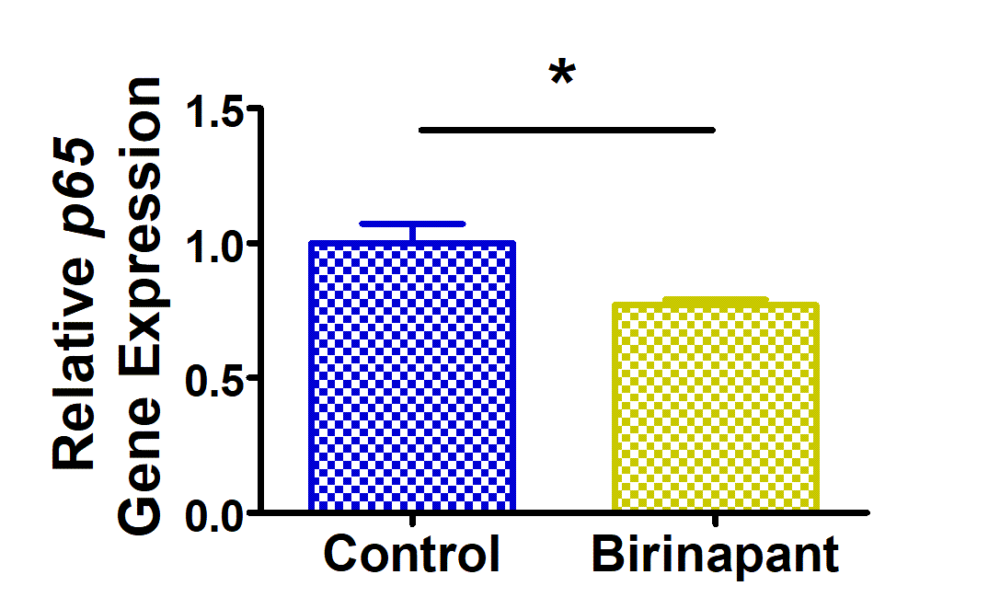 *
1.5
1.0
0.5
0.0
Relative p65
Gene Expression
Control
Birinapant